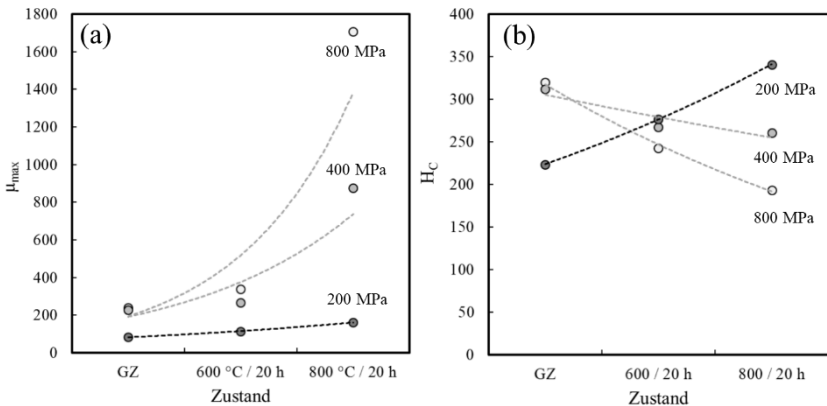 (a)
1800
1600
1400
1200
1000
800
600
400
200
0
μmax
800 MPa
400 MPa
200 MPa
GZ
600 °C / 20 h
800 °C / 20 h
Zustand
(b)
400
350
300
250
200
150
100
50
0
HC
200 MPa
400 MPa
800 MPa
GZ
600 / 20 h
800 / 20 h
Zustand